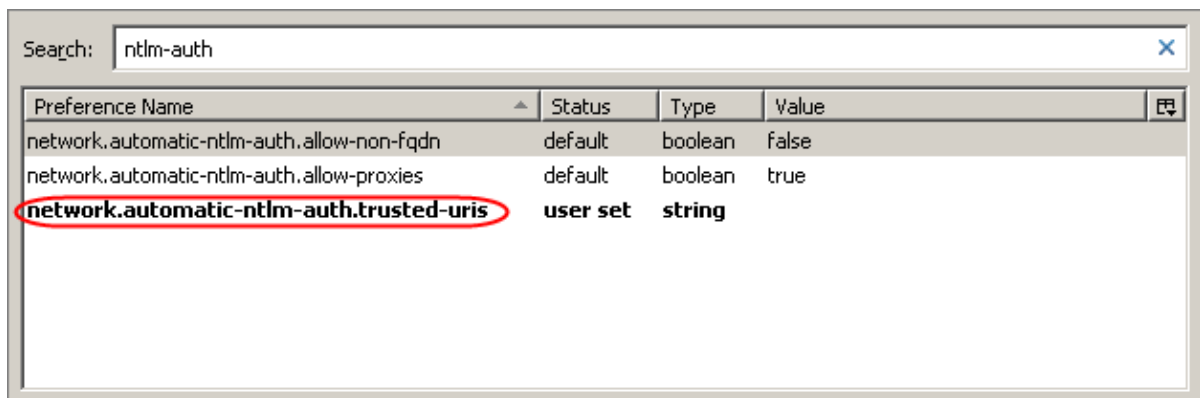 Search: ntlm-auth
Preference Name Status Type Value
network.automatic-ntlm-auth.allow-non-fqdn default boolean false
network.automatic-ntlm-auth.allow-proxies default boolean true
network.automatic-ntlm-auth.trusted-uris user set string